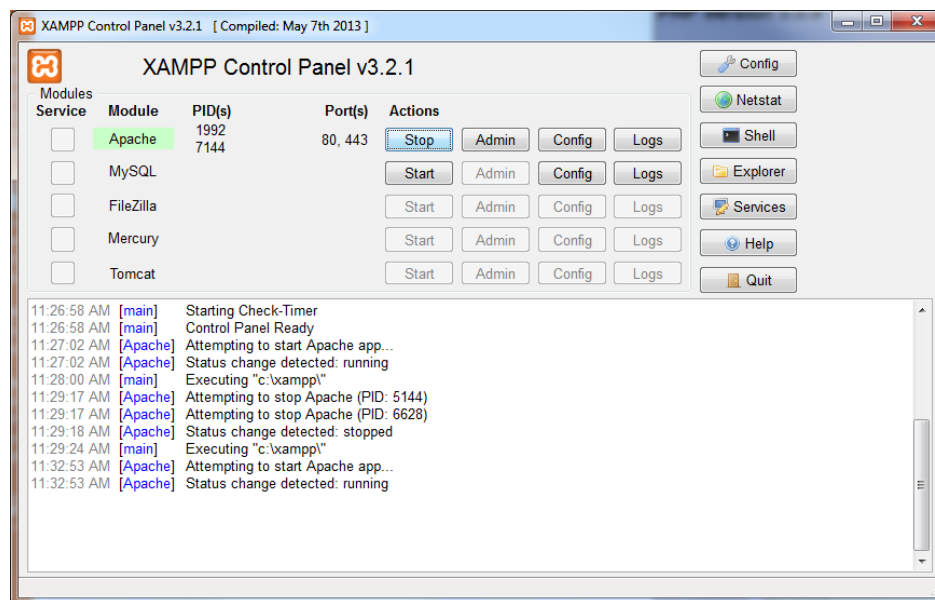 XAMPP Control Panel v3.2.1 [ Compiled: May 7th 2013 ]
XAMPP Control Panel v3.2.1
Config
Modules
Service Module PID(s) Port(s) Actions
Netstat
Apache 1992 7144 80, 443 Stop Admin Config Logs
Shell
MySQL Start Admin Config Logs
Explorer
FileZilla Start Admin Config Logs
Services
Mercury Start Admin Config Logs
Help
Tomcat Start Admin Config Logs
Quit
11:26:58 AM [main] Starting Check-Timer
11:26:58 AM [main] Control Panel Ready
11:27:02 AM [Apache] Attempting to start Apache app...
11:27:02 AM [Apache] Status change detected: running
11:28:00 AM [main] Executing "c:\xampp\"
11:29:17 AM [Apache] Attempting to stop Apache (PID: 5144)
11:29:17 AM [Apache] Attempting to stop Apache (PID: 6628)
11:29:18 AM [Apache] Status change detected: stopped
11:29:24 AM [main] Executing "c:\xampp\"
11:32:53 AM [Apache] Attempting to start Apache app...
11:32:53 AM [Apache] Status change detected: running